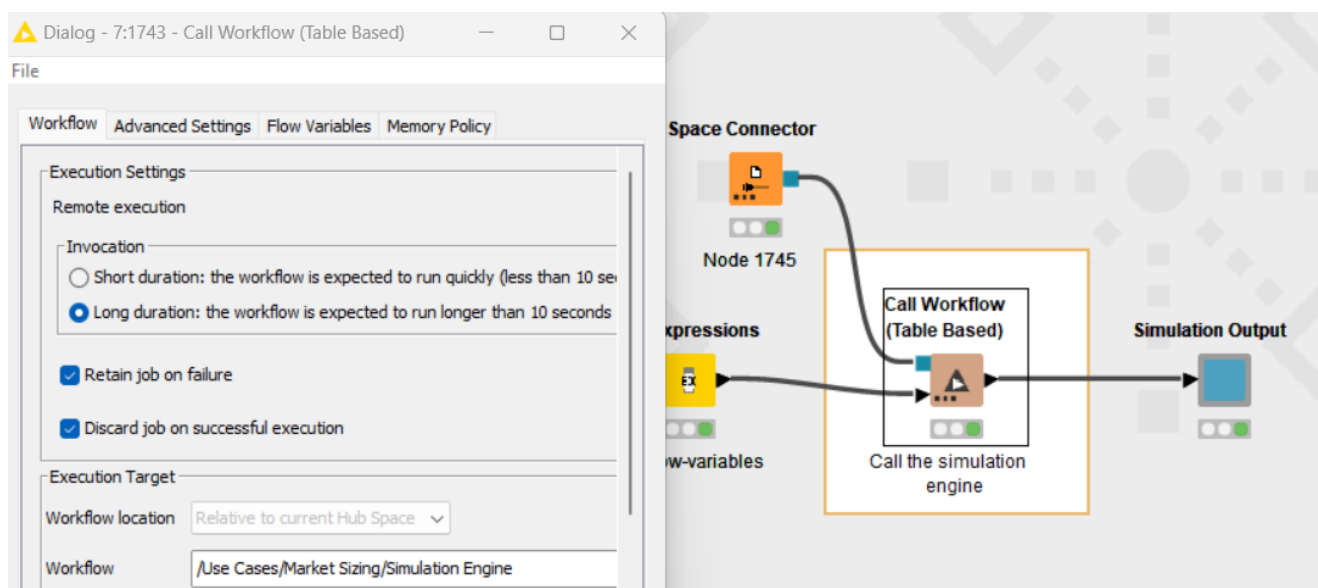 Dialog - 7:1743 - Call Workflow (Table Based)
File
Workflow
Advanced Settings
Flow Variables
Memory Policy
Execution Settings
Remote execution
Invocation
Short duration: the workflow is expected to run quickly (less than 10 se
Long duration: the workflow is expected to run longer than 10 seconds
Retain job on failure
Discard job on successful execution
Execution Target
Workflow location
Relative to current Hub Space
Workflow
/Use Cases/Market Sizing/Simulation Engine
Space Connector
Node 1745
xpressions
EX
ow-variables
Call Workflow
(Table Based)
Call the simulation
engine
Simulation Output